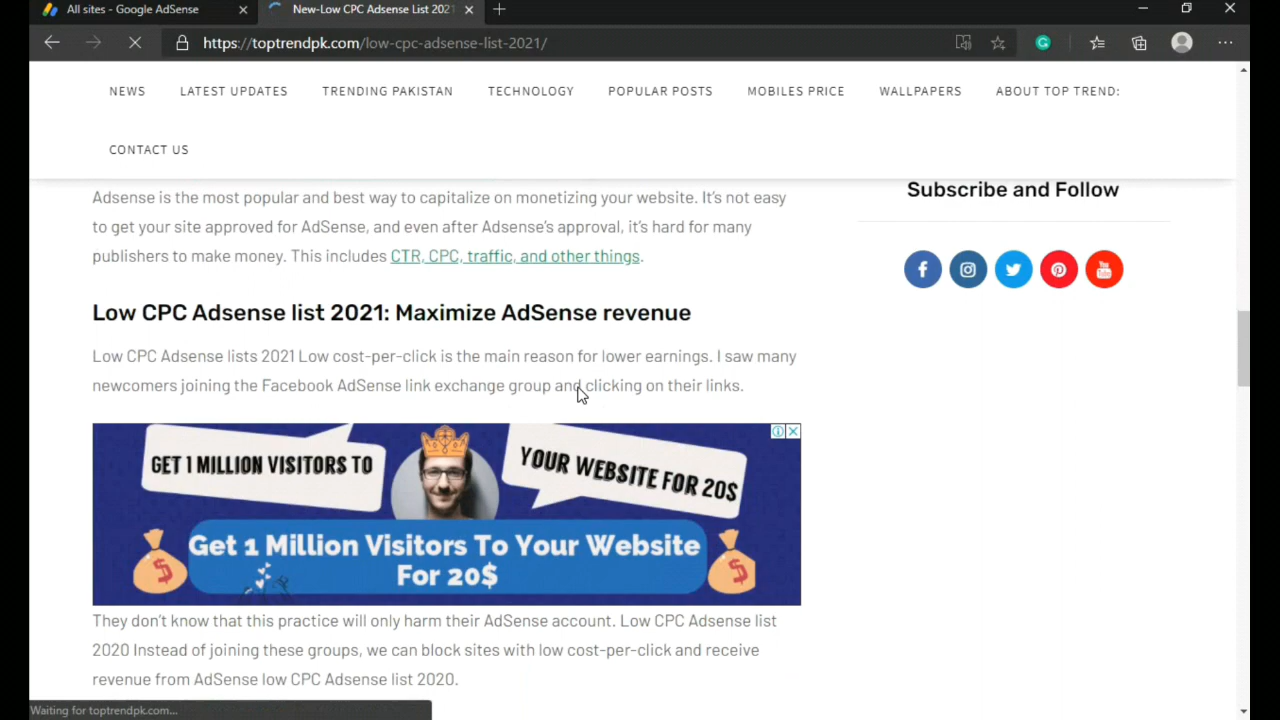 All sites - Google AdSense
New-Low CPC Adsense List 2021
https://toptrendpk.com/low-cpc-adsense-list-2021/
NEWS LATEST UPDATES TRENDING PAKISTAN TECHNOLOGY POPULAR POSTS MOBILES PRICE WALLPAPERS ABOUT TOP TREND:
CONTACT US
Adsense is the most popular and best way to capitalize on monetizing your website. It's not easy
to get your site approved for AdSense, and even after Adsense's approval, it's hard for many
publishers to make money. This includes CTR, CPC, traffic, and other things.
Low CPC Adsense list 2021: Maximize AdSense revenue
Low CPC Adsense lists 2021 Low cost-per-click is the main reason for lower earnings. I saw many
newcomers joining the Facebook AdSense link exchange group and clicking on their links.
GET 1 MILLION VISITORS TO
YOUR WEBSITE FOR 20$
Get 1 Million Visitors To Your Website
For 20$
They don't know that this practice will only harm their AdSense account. Low CPC Adsense list
2020 Instead of joining these groups, we can block sites with low cost-per-click and receive
revenue from AdSense low CPC Adsense list 2020.
Subscribe and Follow
Waiting for toptrendpk.com...